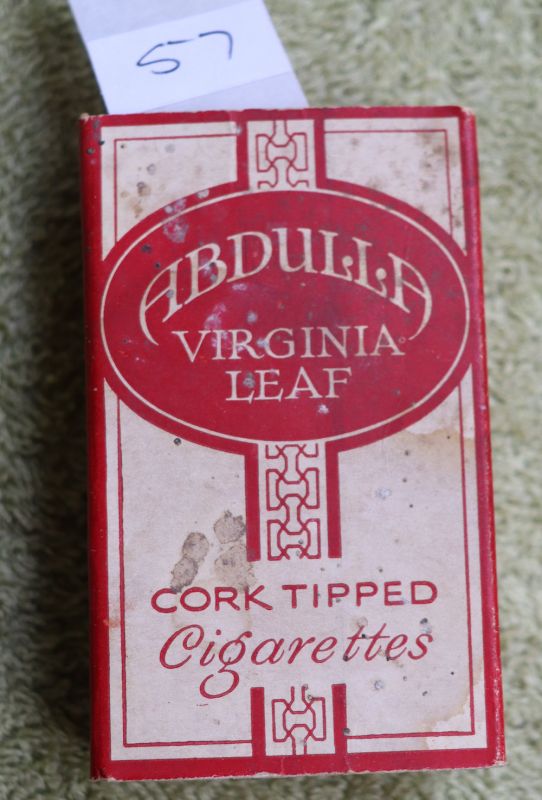 57
ABDULLA
VIRGINIA
LEAF
CORK TIPPED
Cigarettes